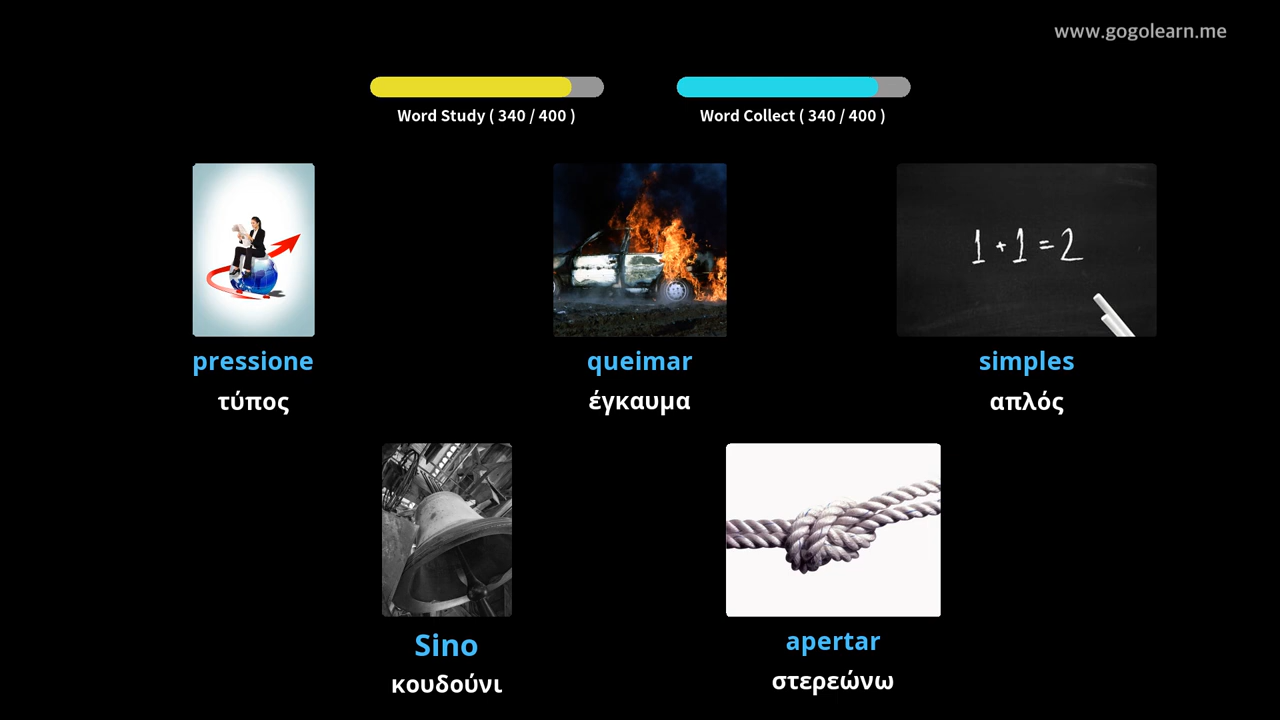 www.gogolearn.me
Word Study ( 340 / 400 )
Word Collect ( 340 / 400 )
1 + 1 = 2
pressione
queimar
simples
τύπος
έγκαυμα
απλός
Sino
apertar
κουδούνι
στερεώνω